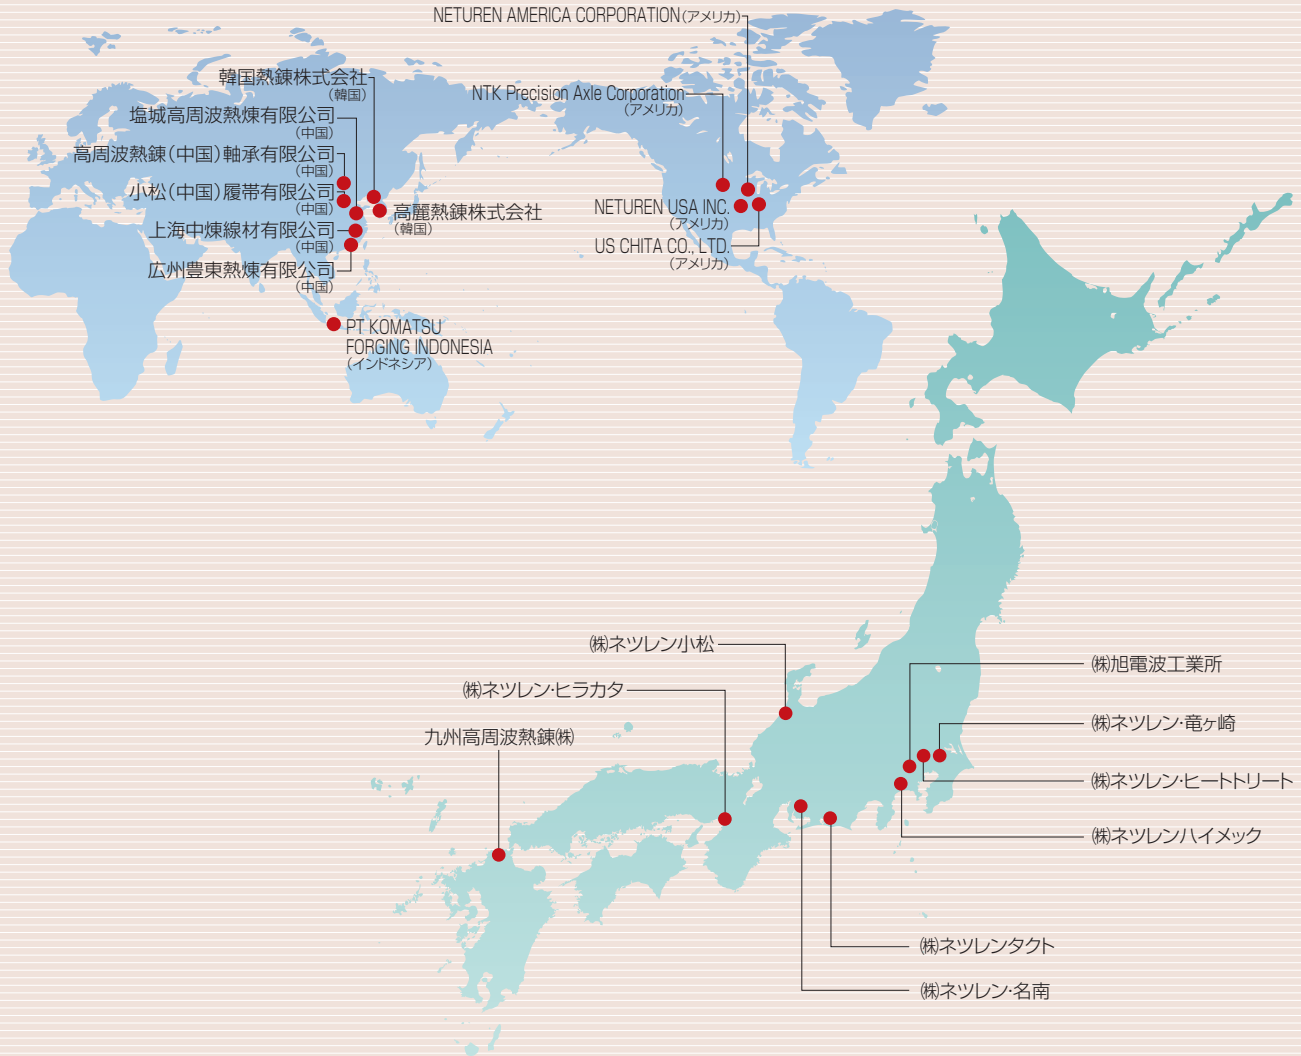 NETUREN AMERICA CORPORATION(アメリカ)
韓国熱錬株式会社
(韓国)
NTK Precision Axle Corporation
(アメリカ)
塩城高周波熱煉有限公司
(中国)
高周波熱錬(中国)軸承有限公司
(中国)
小松(中国)履帯有限公司
(中国)
高麗熱錬株式会社
(韓国)
NETUREN USA INC.
(アメリカ)
上海中煉線材有限公司
(中国)
US CHITA CO., LTD.
(アメリカ)
広州豊東熱煉有限公司
(中国)
PT KOMATSU
FORGING INDONESIA
(インドネシア)
㈱ネツレン小松
㈱旭電波工業所
㈱ネツレン・ヒラカタ
㈱ネツレン・竜ヶ崎
九州高周波熱錬㈱
㈱ネツレン・ヒートトリート
㈱ネツレンハイメック
㈱ネツレンタクト
㈱ネツレン・名南